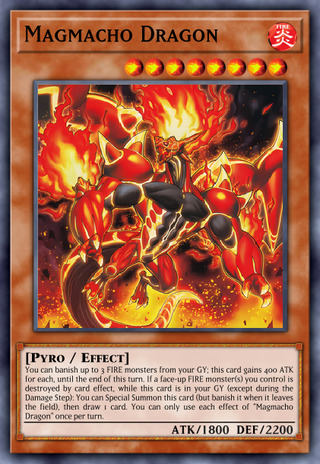 Magmacho Dragon
FIRE
炎
[Pyro / Effect]
You can banish up to 3 FIRE monsters from your GY; this card gains 400 ATK
for each, until the end of this turn. If a face-up FIRE monster(s) you control is
destroyed by card effect, while this card is in your GY (except during the
Damage Step): You can Special Summon this card (but banish it when it leaves
the field), then draw 1 card. You can only use each effect of "Magmacho
Dragon" once per turn.
ATK/1800 DEF/2200